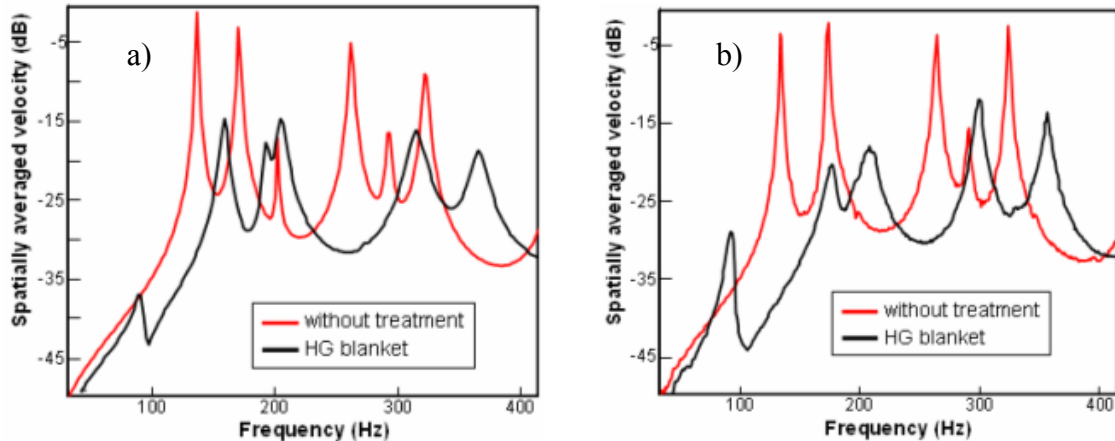 a)
Spatially averaged velocity (dB)
-5
-15
-25
-35
-45
without treatment
HG blanket
100
200
300
400
Frequency (Hz)
b)
Spatially averaged velocity (dB)
-5
-15
-25
-35
-45
without treatment
HG blanket
100
200
300
400
Frequency (Hz)